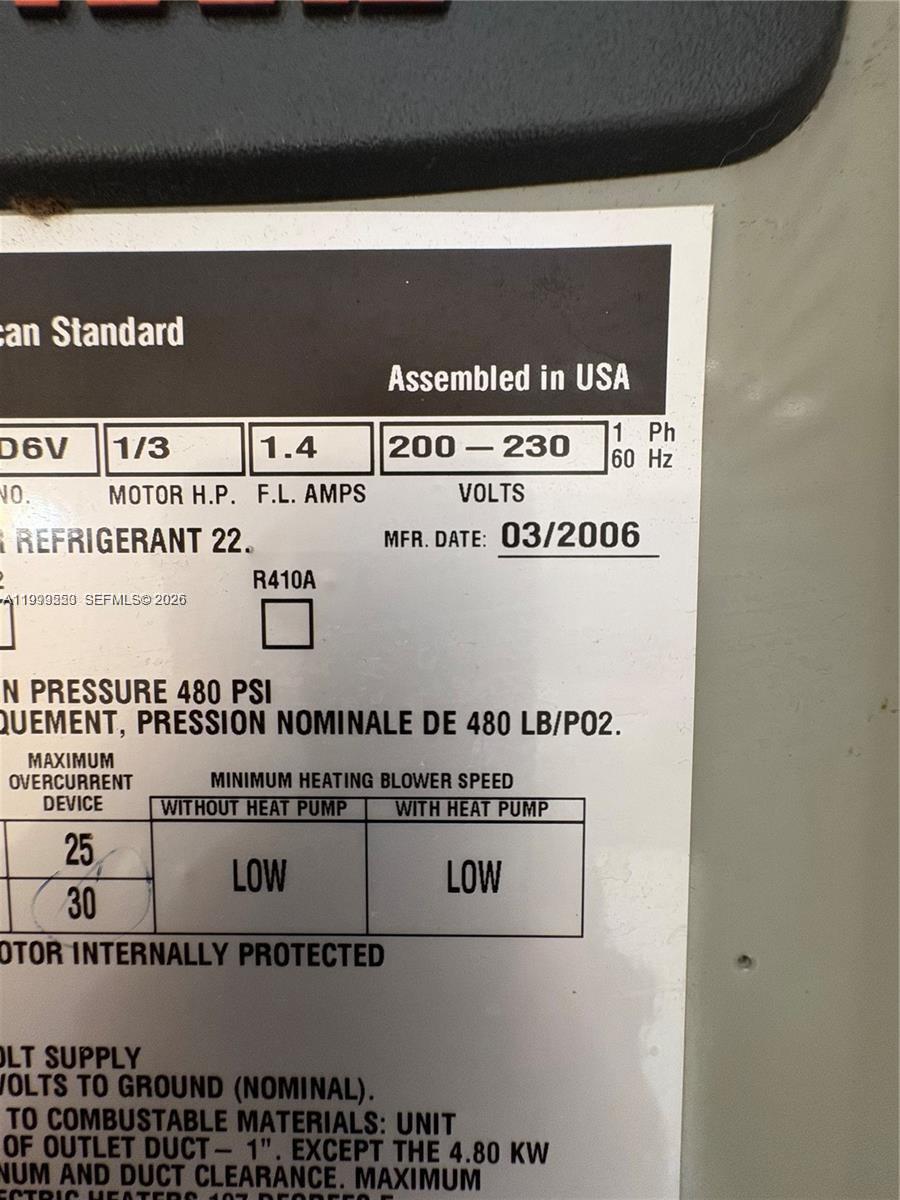 can Standard
Assembled in USA
D6V 1/3 1.4 200 – 230 1 Ph
60 Hz
NO. MOTOR H.P. F.L. AMPS VOLTS
REFRIGERANT 22. MFR. DATE: 03/2006
R410A
SEFMLS© 2026
N PRESSURE 480 PSI
QUEMENT, PRESSION NOMINALE DE 480 LB/PO2.
MAXIMUM
OVERCURRENT
DEVICE
MINIMUM HEATING BLOWER SPEED
WITHOUT HEAT PUMP WITH HEAT PUMP
25
30
LOW LOW
OTOR INTERNALLY PROTECTED
OLT SUPPLY
VOLTS TO GROUND (NOMINAL).
TO COMBUSTABLE MATERIALS: UNIT
OF OUTLET DUCT – 1". EXCEPT THE 4.80 KW
NUM AND DUCT CLEARANCE. MAXIMUM